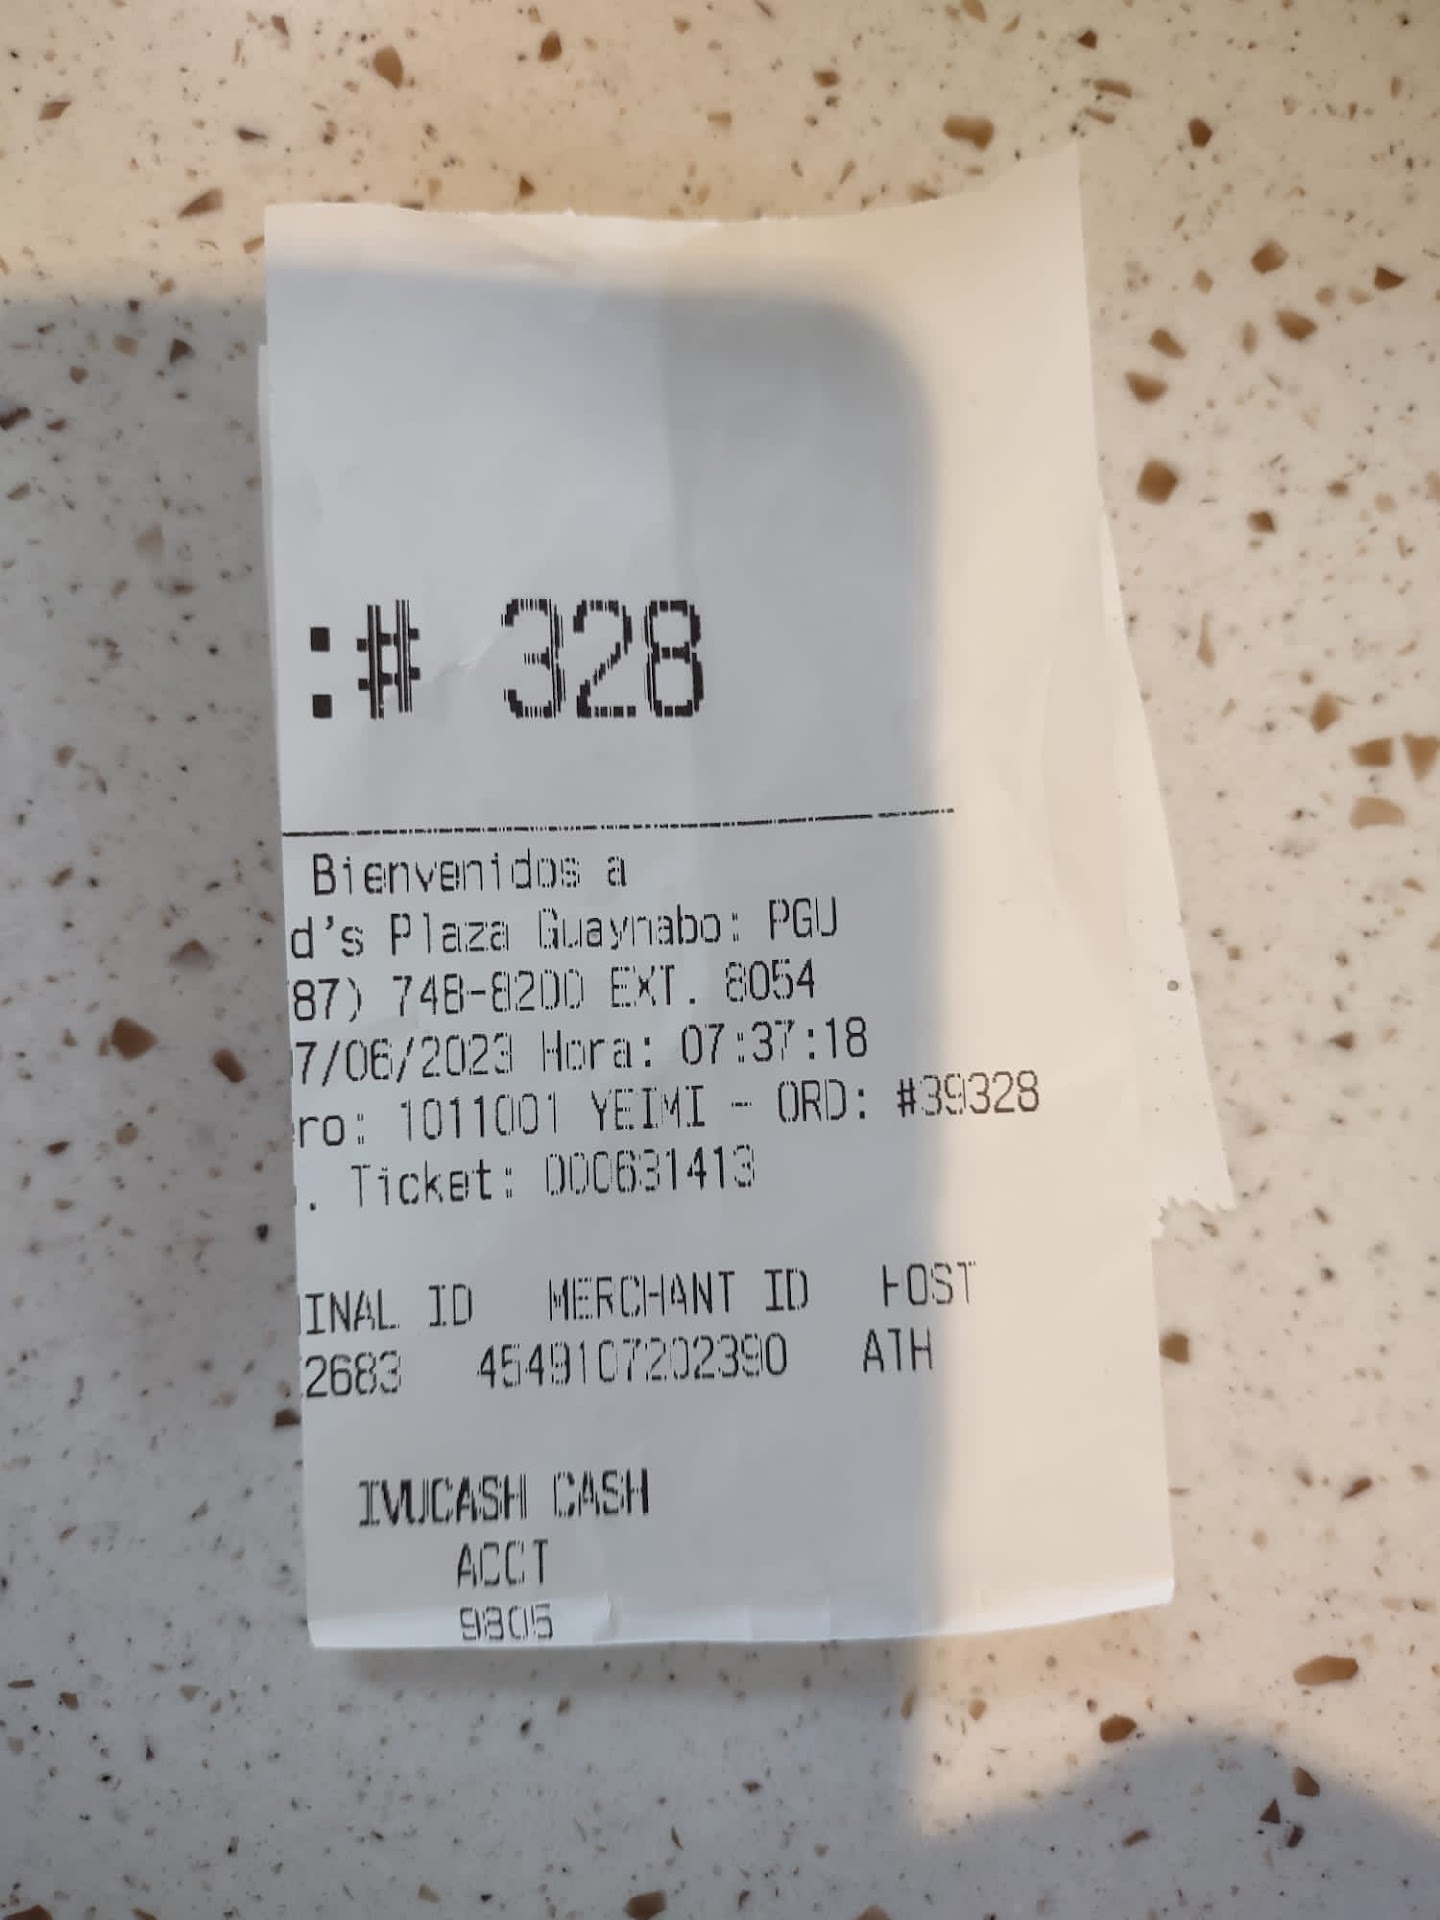 :# 328
Bienvenidos a
d's Plaza Guaynabo: PGU
87) 748-8200 EXT. 8054
7/06/2023 Hora: 07:37:18
ro: 1011001 YEIMI - ORD: #39328
. Ticket: 000631413
INAL ID MERCHANT ID HOST
2683 4549107202390 ATH
IVUCASH CASH
ACCT
9805